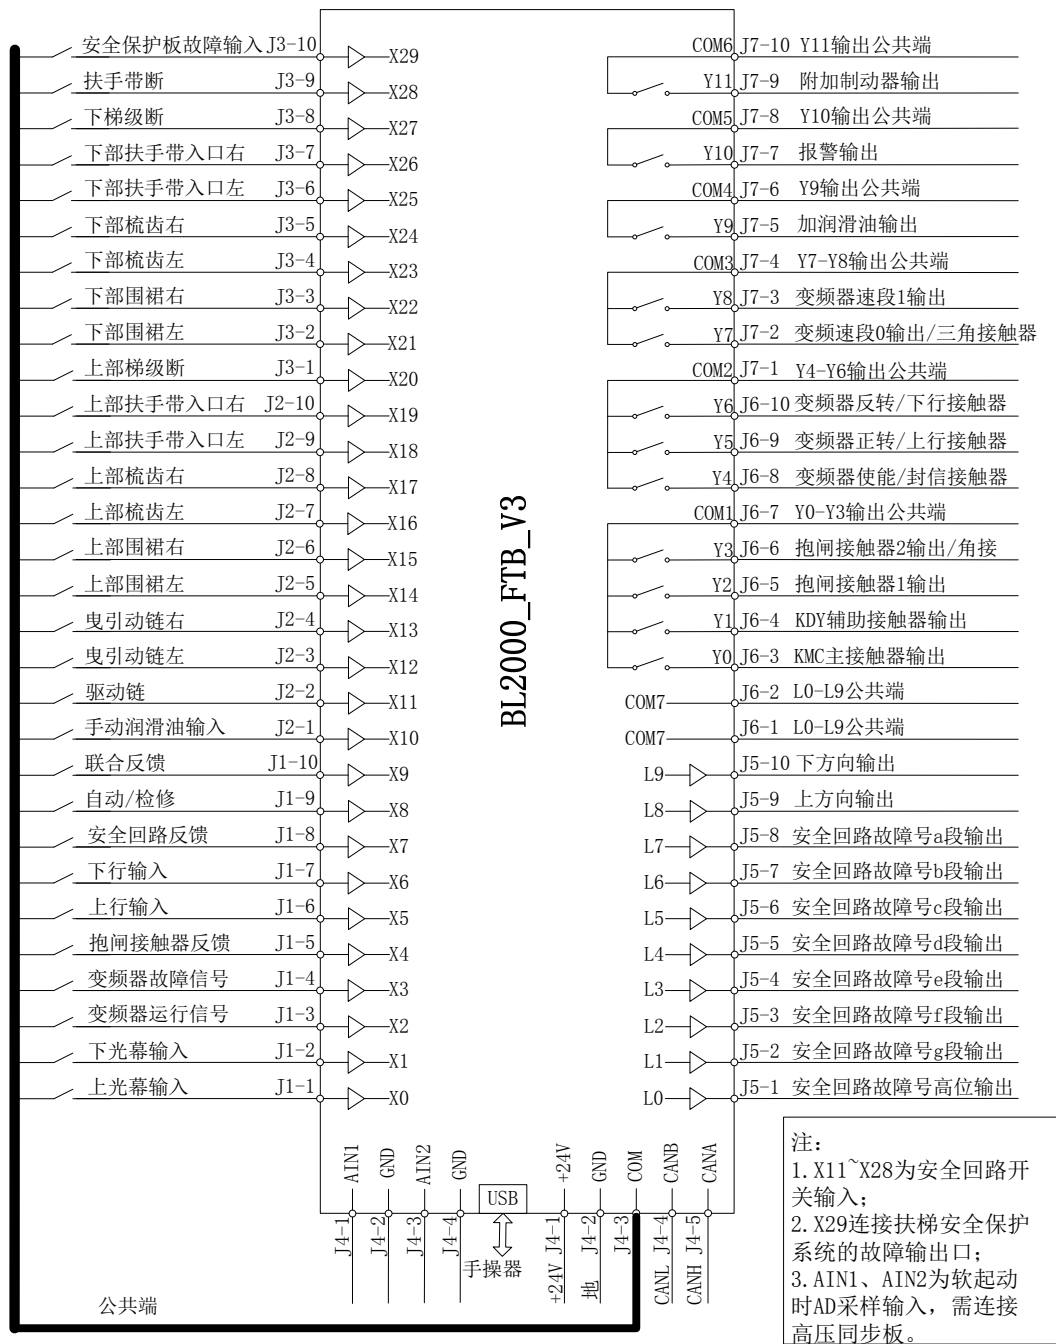 安全保护板故障输入 J3-10 X29
扶手带断 J3-9 X28
下梯级断 J3-8 X27
下部扶手带入口右 J3-7 X26
下部扶手带入口左 J3-6 X25
下部梳齿右 J3-5 X24
下部梳齿左 J3-4 X23
下部围裙右 J3-3 X22
下部围裙左 J3-2 X21
上部梯级断 J3-1 X20
上部扶手带入口右 J2-10 X19
上部扶手带入口左 J2-9 X18
上部梳齿右 J2-8 X17
上部梳齿左 J2-7 X16
上部围裙右 J2-6 X15
上部围裙左 J2-5 X14
曳引动链右 J2-4 X13
曳引动链左 J2-3 X12
驱动链 J2-2 X11
手动润滑油输入 J2-1 X10
联合反馈 J1-10 X9
自动/检修 J1-9 X8
安全回路反馈 J1-8 X7
下行输入 J1-7 X6
上行输入 J1-6 X5
抱闸接触器反馈 J1-5 X4
变频器故障信号 J1-4 X3
变频器运行信号 J1-3 X2
下光幕输入 J1-2 X1
上光幕输入 J1-1 X0
BL2000_FTB_V3
COM6 J7-10 Y11输出公共端
Y11 J7-9 附加制动器输出
COM5 J7-8 Y10输出公共端
Y10 J7-7 报警输出
COM4 J7-6 Y9输出公共端
Y9 J7-5 加润滑油输出
COM3 J7-4 Y7-Y8输出公共端
Y8 J7-3 变频器速段1输出
Y7 J7-2 变频速段0输出/三角接触器
COM2 J7-1 Y4-Y6输出公共端
Y6 J6-10 变频器反转/下行接触器
Y5 J6-9 变频器正转/上行接触器
Y4 J6-8 变频器使能/封信接触器
COM1 J6-7 Y0-Y3输出公共端
Y3 J6-6 抱闸接触器2输出/角接
Y2 J6-5 抱闸接触器1输出
Y1 J6-4 KDY辅助接触器输出
Y0 J6-3 KMC主接触器输出
COM7 J6-2 L0-L9公共端
COM7 J6-1 L0-L9公共端
L9 J5-10 下方向输出
L8 J5-9 上方向输出
L7 J5-8 安全回路故障号a段输出
L6 J5-7 安全回路故障号b段输出
L5 J5-6 安全回路故障号c段输出
L4 J5-5 安全回路故障号d段输出
L3 J5-4 安全回路故障号e段输出
L2 J5-3 安全回路故障号f段输出
L1 J5-2 安全回路故障号g段输出
L0 J5-1 安全回路故障号高位输出
AIN1 GND AIN2 GND USB +24V GND COM CANB CANA
J4-1 J4-2 J4-3 J4-4 手操器 +24V J4-1 地 J4-2 J4-3 CANL J4-4 CANH J4-5
公共端
注：
1.X11~X28为安全回路开
关输入；
2.X29连接扶梯安全保护
系统的故障输出口；
3.AIN1、AIN2为软起动
时AD采样输入，需连接
高压同步板。